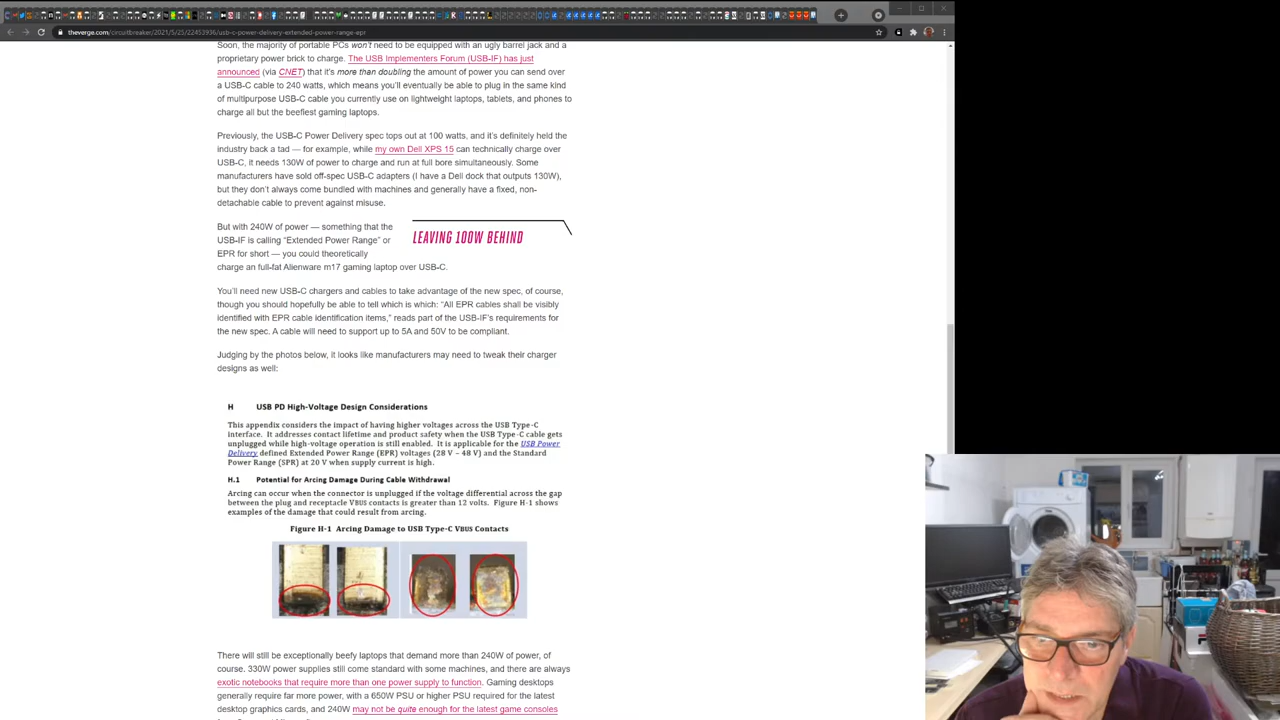 theverge.com/circuitbreaker/2021/5/25/22453936/usb-c-power-delivery-extended-power-range-epr
Soon, the majority of portable PCs won't need to be equipped with an ugly barrel jack and a
proprietary power brick to charge. The USB Implementers Forum (USB-IF) has just
announced (via CNET) that it's more than doubling the amount of power you can send over
a USB-C cable to 240 watts, which means you'll eventually be able to plug in the same kind
of multipurpose USB-C cable you currently use on lightweight laptops, tablets, and phones to
charge all but the beefiest gaming laptops.
Previously, the USB-C Power Delivery spec tops out at 100 watts, and it's definitely held the
industry back a tad — for example, while my own Dell XPS 15 can technically charge over
USB-C, it needs 130W of power to charge and run at full bore simultaneously. Some
manufacturers have sold off-spec USB-C adapters (I have a Dell dock that outputs 130W),
but they don't always come bundled with machines and generally have a fixed, non-
detachable cable to prevent against misuse.
But with 240W of power — something that the
USB-IF is calling "Extended Power Range" or
EPR for short — you could theoretically
charge an full-fat Alienware m17 gaming laptop over USB-C.
LEAVING 100W BEHIND
You'll need new USB-C chargers and cables to take advantage of the new spec, of course,
though you should hopefully be able to tell which is which: "All EPR cables shall be visibly
identified with EPR cable identification items," reads part of the USB-IF's requirements for
the new spec. A cable will need to support up to 5A and 50V to be compliant.
Judging by the photos below, it looks like manufacturers may need to tweak their charger
designs as well:
H USB PD High-Voltage Design Considerations
This appendix considers the impact of having higher voltages across the USB Type-C
interface. It addresses contact lifetime and product safety when the USB Type-C cable gets
unplugged while high-voltage operation is still enabled. It is applicable for the USB Power
Delivery defined Extended Power Range (EPR) voltages (28 V – 48 V) and the Standard
Power Range (SPR) at 20 V when supply current is high.
H.1 Potential for Arcing Damage During Cable Withdrawal
Arcing can occur when the connector is unplugged if the voltage differential across the gap
between the plug and receptacle VBUS contacts is greater than 12 volts. Figure H-1 shows
examples of the damage that could result from arcing.
Figure H-1 Arcing Damage to USB Type-C VBUS Contacts
There will still be exceptionally beefy laptops that demand more than 240W of power, of
course. 330W power supplies still come standard with some machines, and there are always
exotic notebooks that require more than one power supply to function. Gaming desktops
generally require far more power, with a 650W PSU or higher PSU required for the latest
desktop graphics cards, and 240W may not be quite enough for the latest game consoles